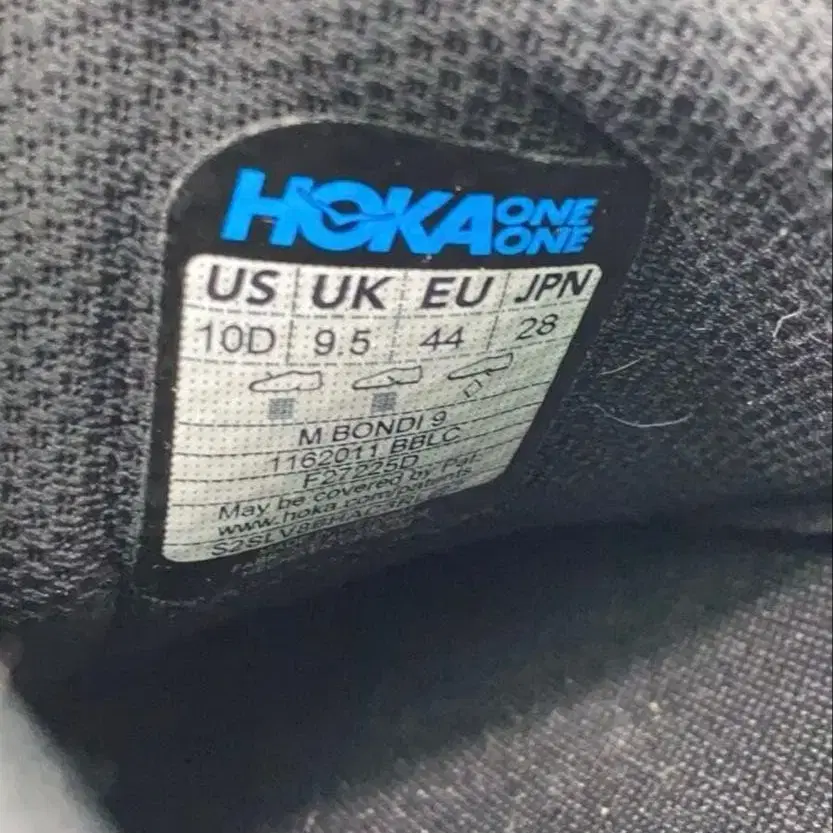 HOKA ONE ONE
US UK EU JPN
10D 9.5 44 28
M BONDI 9
1162011 BBLC
F27225D
May be covered by Pat.
www.hoka.com/patents